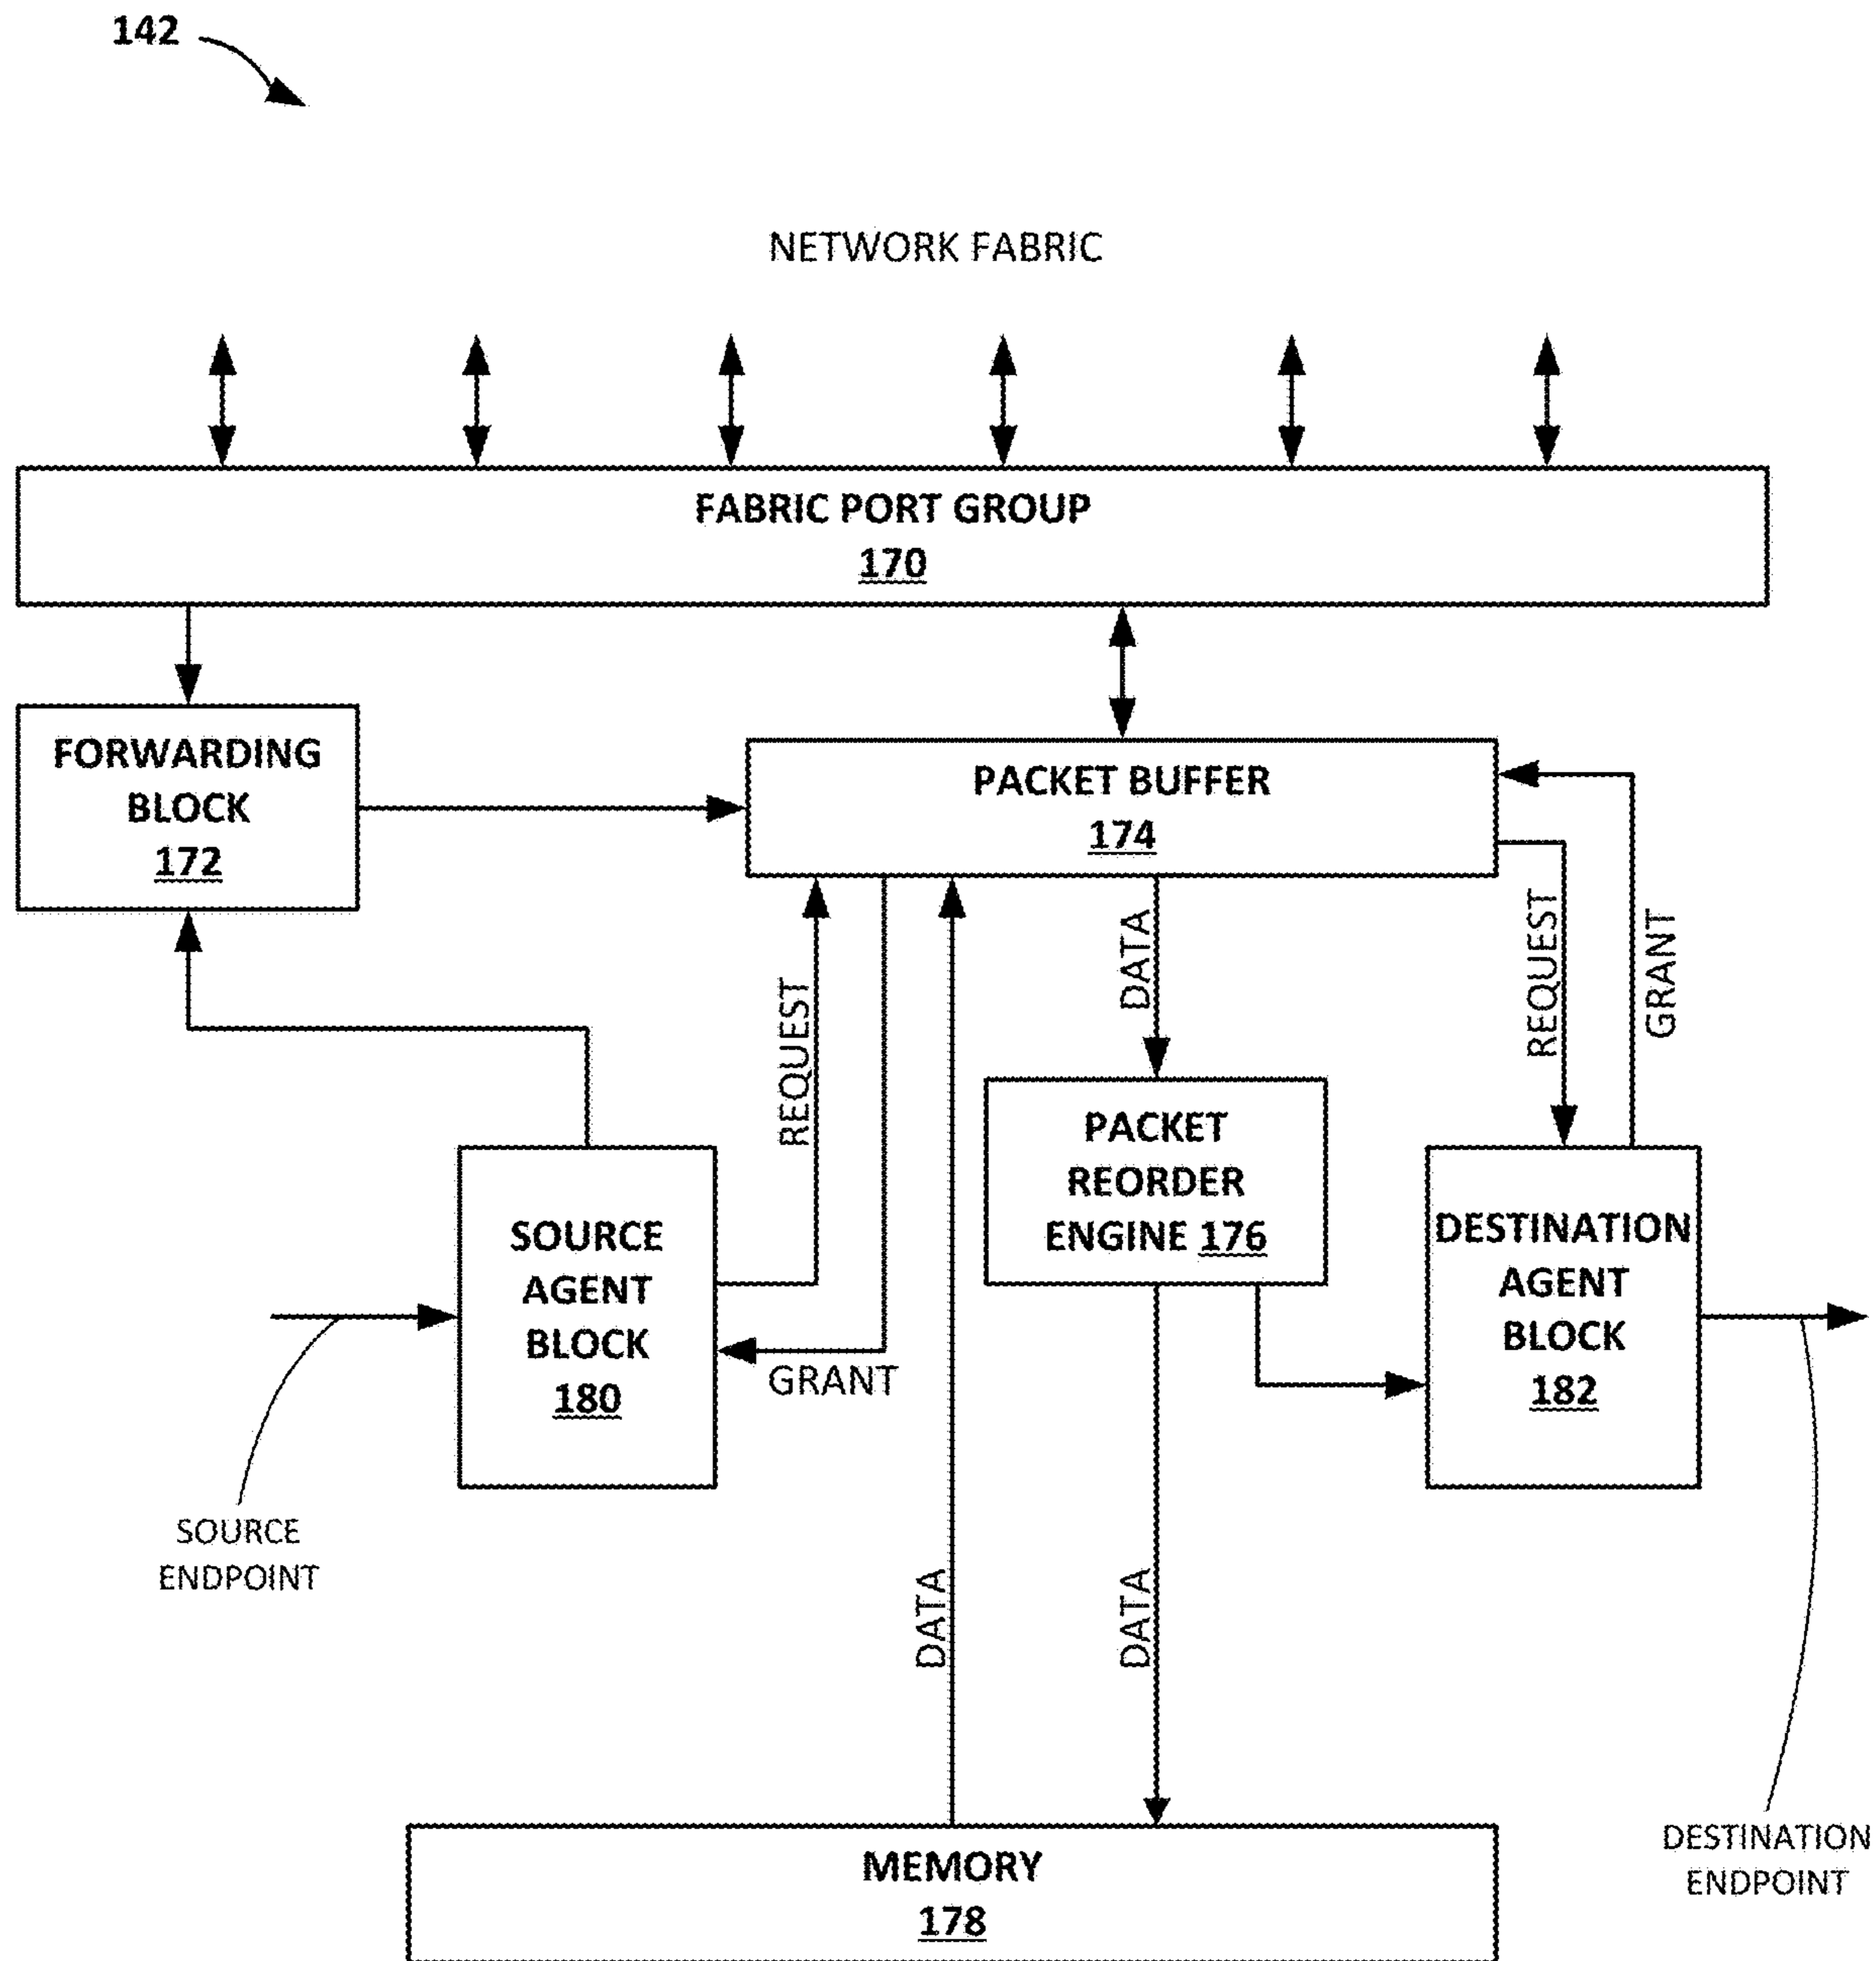 142
NETWORK FABRIC
FABRIC PORT GROUP
170
FORWARDING
BLOCK
172
PACKET BUFFER
174
REQUEST
GRANT
DATA
REQUEST
GRANT
PACKET
REORDER
ENGINE 176
SOURCE
AGENT
BLOCK
180
DESTINATION
AGENT
BLOCK
182
SOURCE
ENDPOINT
DATA
DATA
DESTINATION
ENDPOINT
MEMORY
178